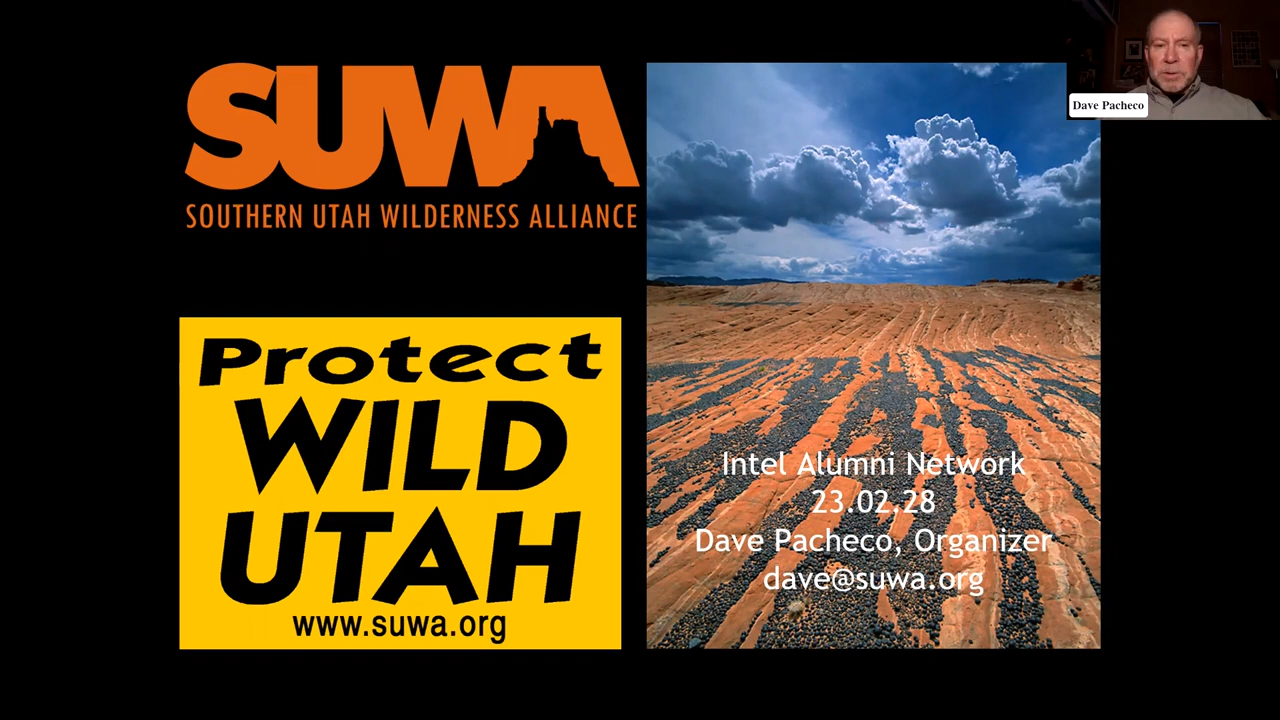 SUWA
SOUTHERN UTAH WILDERNESS ALLIANCE
Protect
WILD
UTAH
www.suwa.org
Intel Alumni Network
23.02.28
Dave Pacheco, Organizer
dave@suwa.org
Dave Pacheco